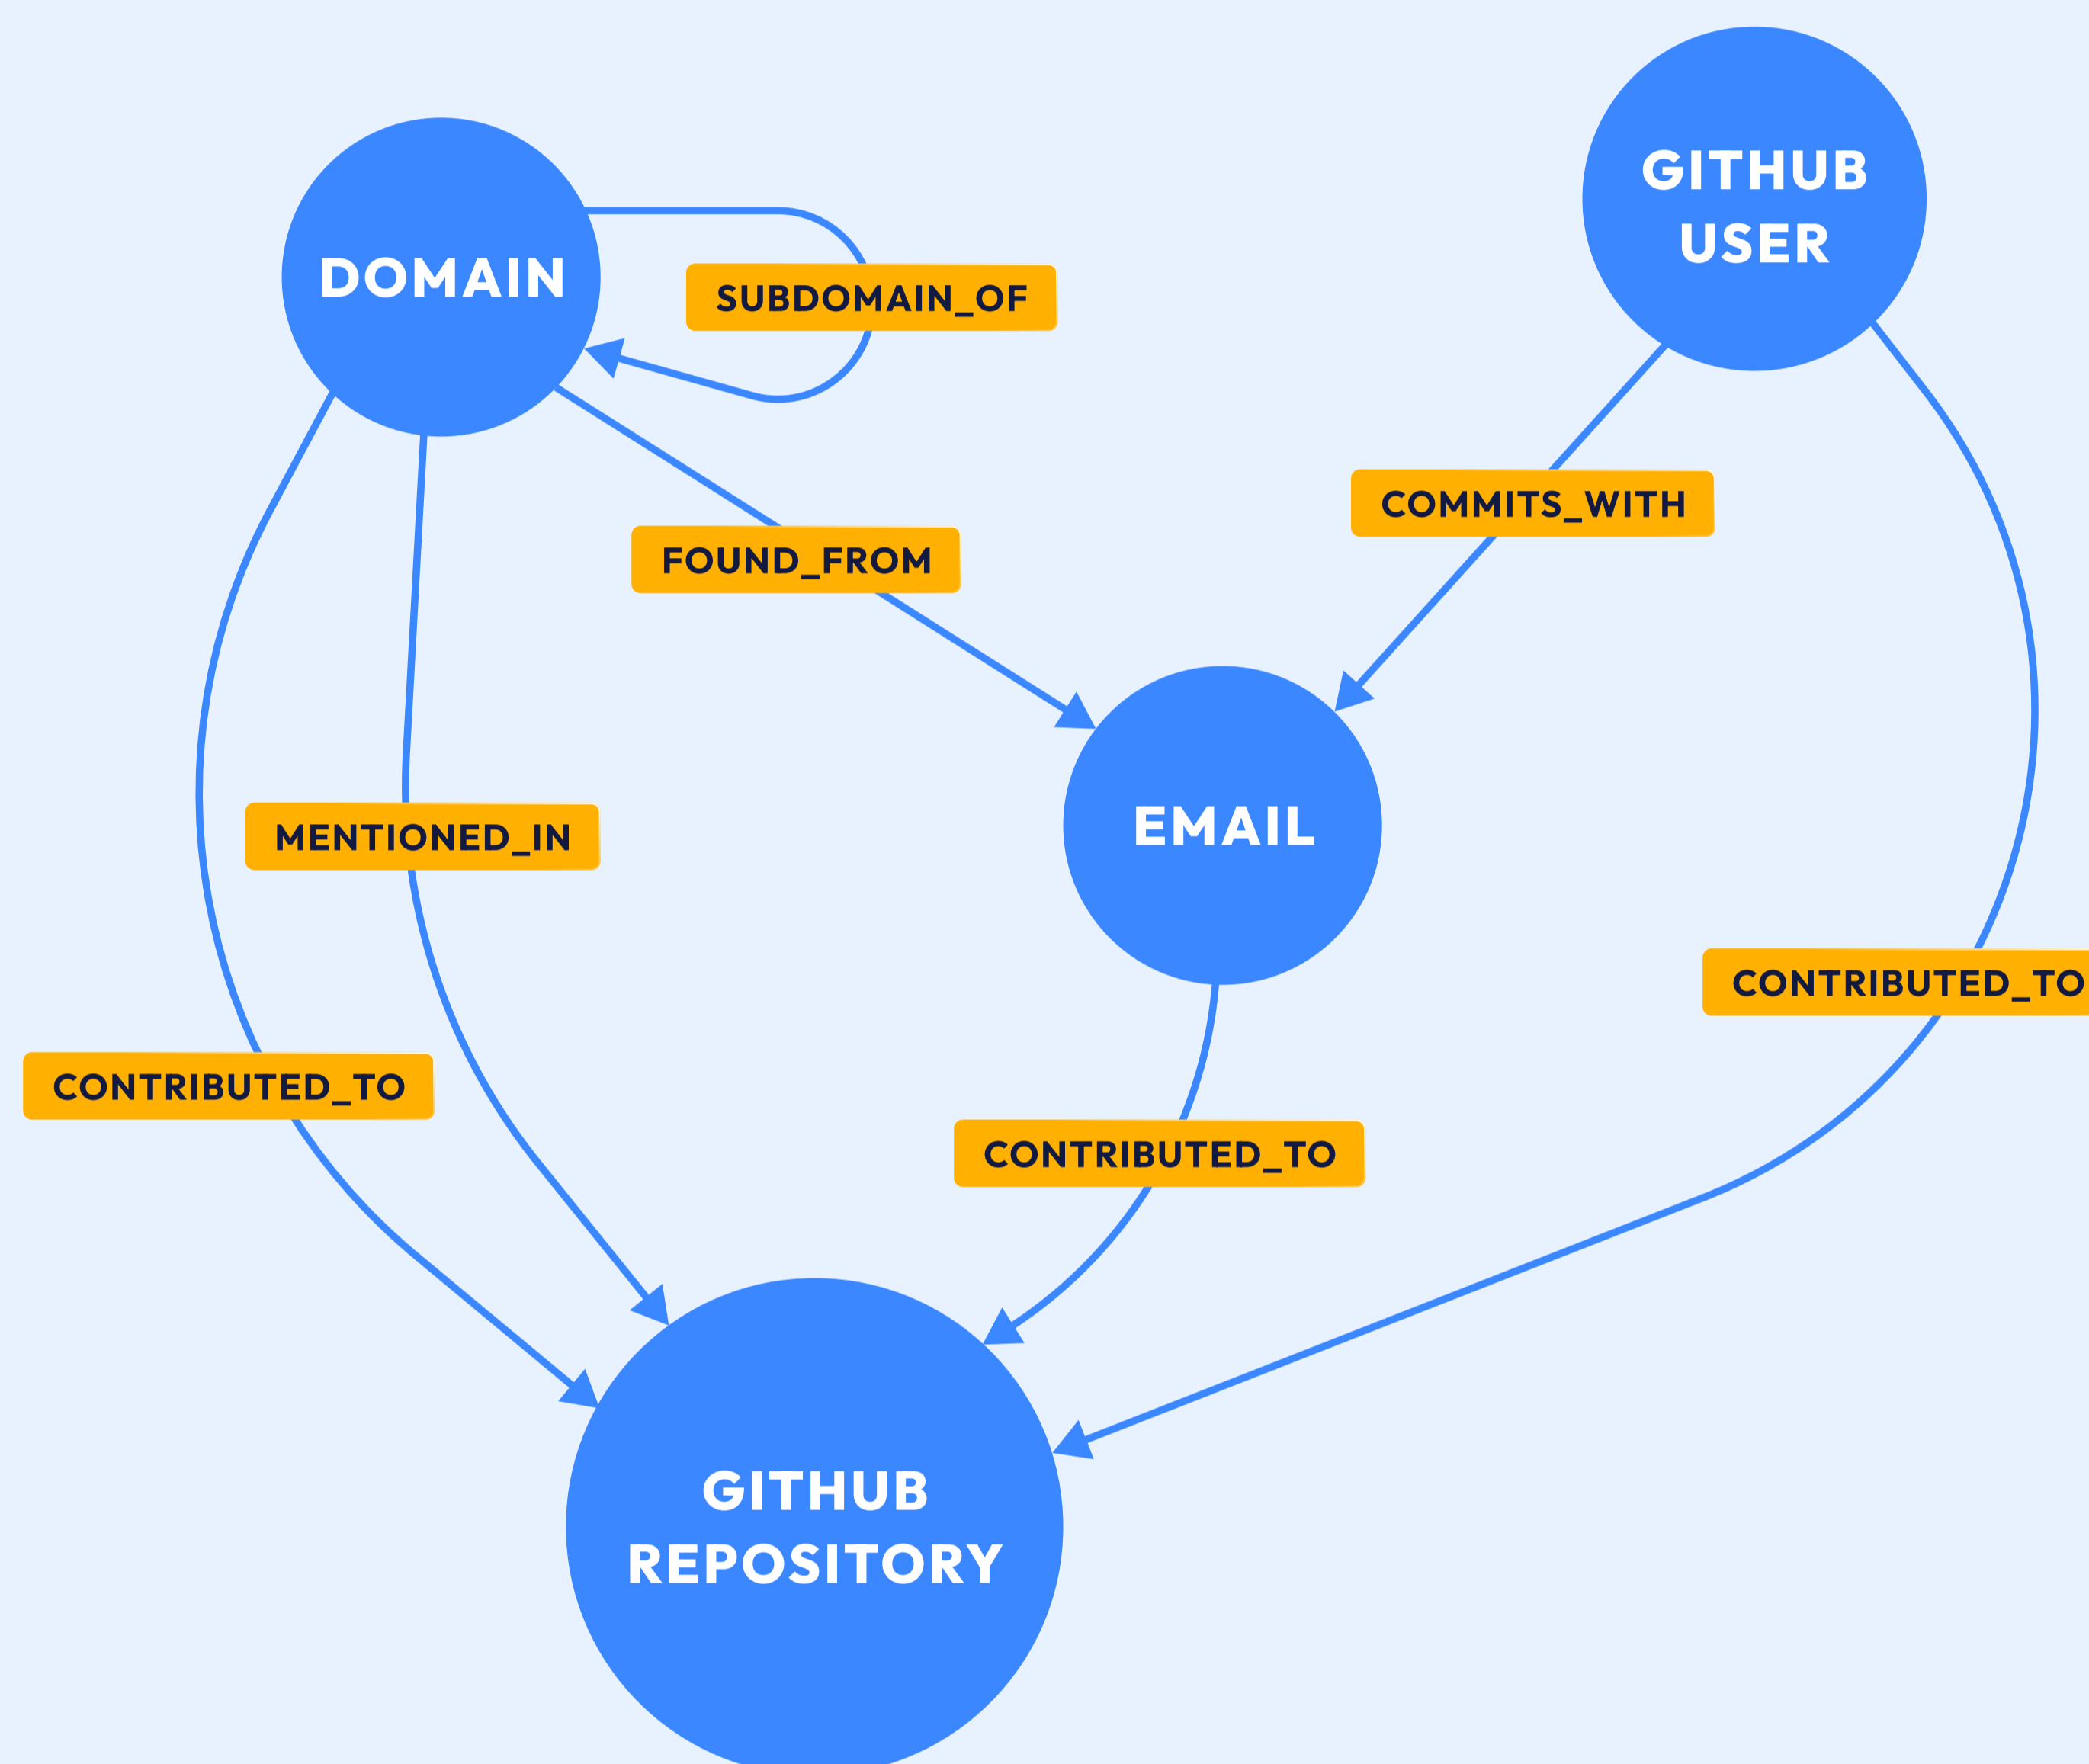 GITHUB
USER
DOMAIN
SUBDOMAIN_OF
COMMITS_WITH
FOUND_FROM
EMAIL
MENTIONED_IN
CONTRIBUTED_TO
CONTRIBUTED_TO
CONTRIBUTED_TO
GITHUB
REPOSITORY